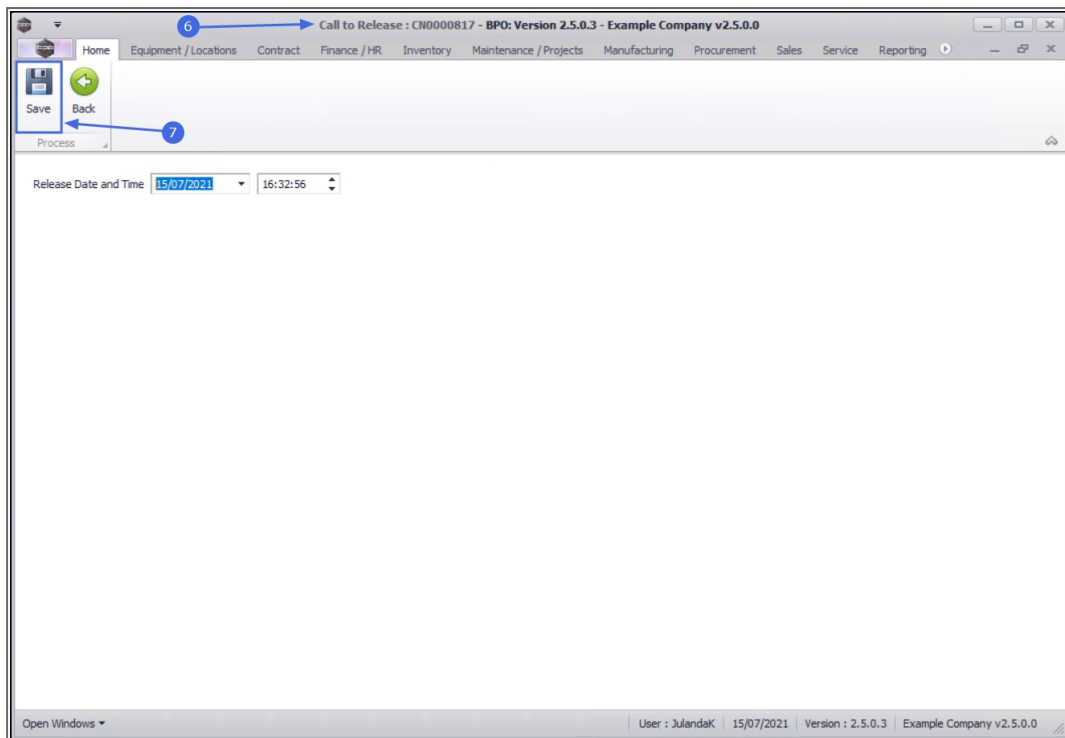 6
Call to Release : CN0000817 - BPO: Version 2.5.0.3 - Example Company v2.5.0.0
Home Equipment / Locations Contract Finance / HR Inventory Maintenance / Projects Manufacturing Procurement Sales Service Reporting
Save Back
7
Process
Release Date and Time 15/07/2021 16:32:56
Open Windows User : JulandaK 15/07/2021 Version : 2.5.0.3 Example Company v2.5.0.0